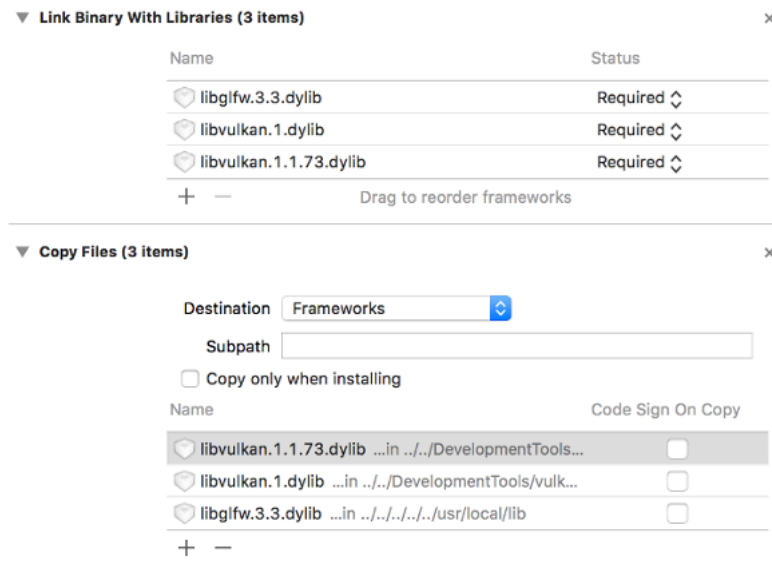 Link Binary With Libraries (3 items)
Name Status
libglfw.3.3.dylib Required
libvulkan.1.dylib Required
libvulkan.1.1.73.dylib Required
Drag to reorder frameworks
Copy Files (3 items)
Destination Frameworks
Subpath
Copy only when installing
Name Code Sign On Copy
libvulkan.1.1.73.dylib ...in ../../DevelopmentTools...
libvulkan.1.dylib ...in ../../DevelopmentTools/vulk...
libglfw.3.3.dylib ...in ../../../../../usr/local/lib